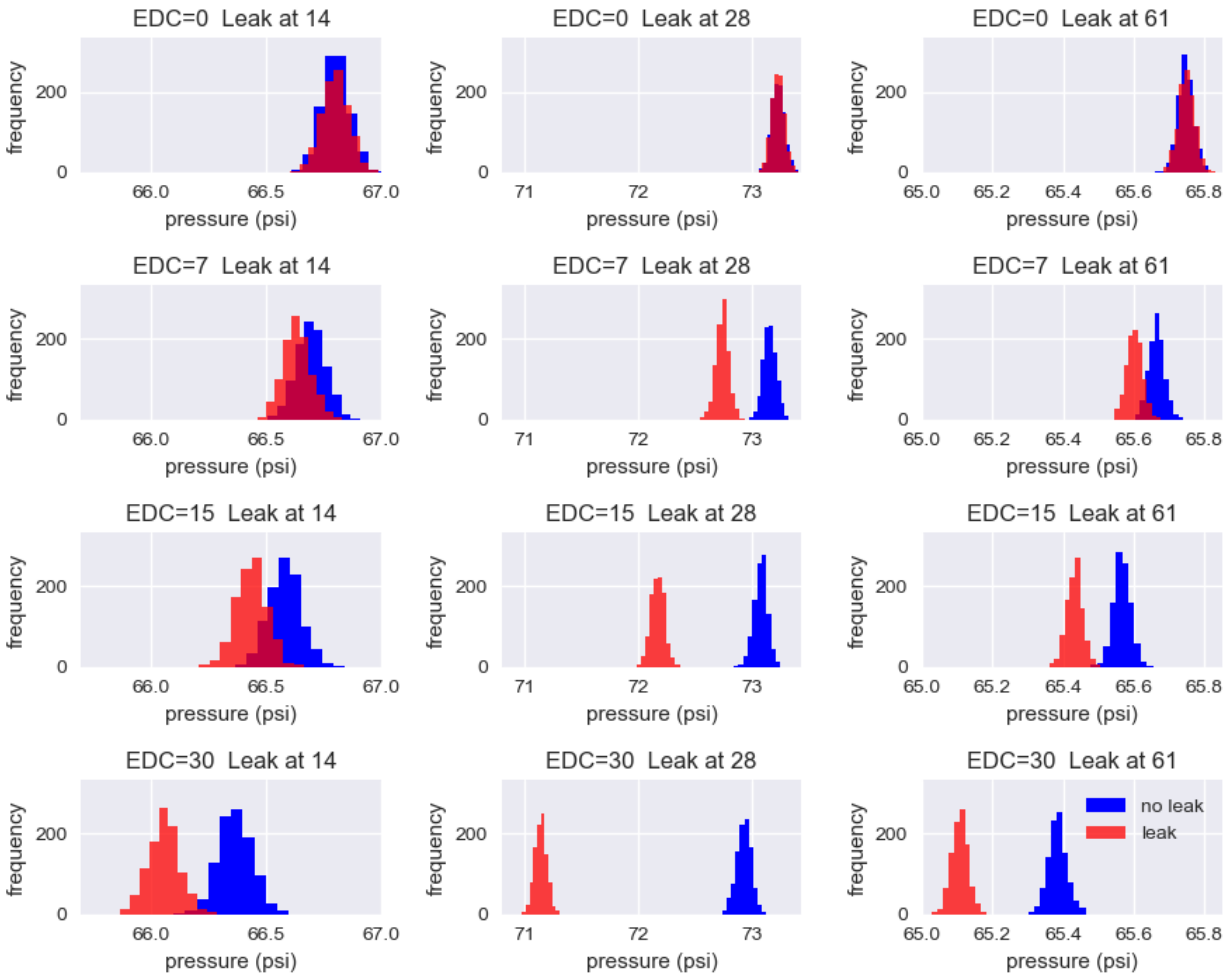 EDC=0  Leak at 14
EDC=0  Leak at 28
EDC=0  Leak at 61
frequency
200
0
66.0 66.5 67.0
pressure (psi)
frequency
200
0
71 72 73
pressure (psi)
frequency
200
0
65.0 65.2 65.4 65.6 65.8
pressure (psi)
EDC=7  Leak at 14
EDC=7  Leak at 28
EDC=7  Leak at 61
frequency
200
0
66.0 66.5 67.0
pressure (psi)
frequency
200
0
71 72 73
pressure (psi)
frequency
200
0
65.0 65.2 65.4 65.6 65.8
pressure (psi)
EDC=15  Leak at 14
EDC=15  Leak at 28
EDC=15  Leak at 61
frequency
200
0
66.0 66.5 67.0
pressure (psi)
frequency
200
0
71 72 73
pressure (psi)
frequency
200
0
65.0 65.2 65.4 65.6 65.8
pressure (psi)
EDC=30  Leak at 14
EDC=30  Leak at 28
EDC=30  Leak at 61
frequency
200
0
66.0 66.5 67.0
pressure (psi)
frequency
200
0
71 72 73
pressure (psi)
frequency
200
0
no leak
leak
65.0 65.2 65.4 65.6 65.8
pressure (psi)